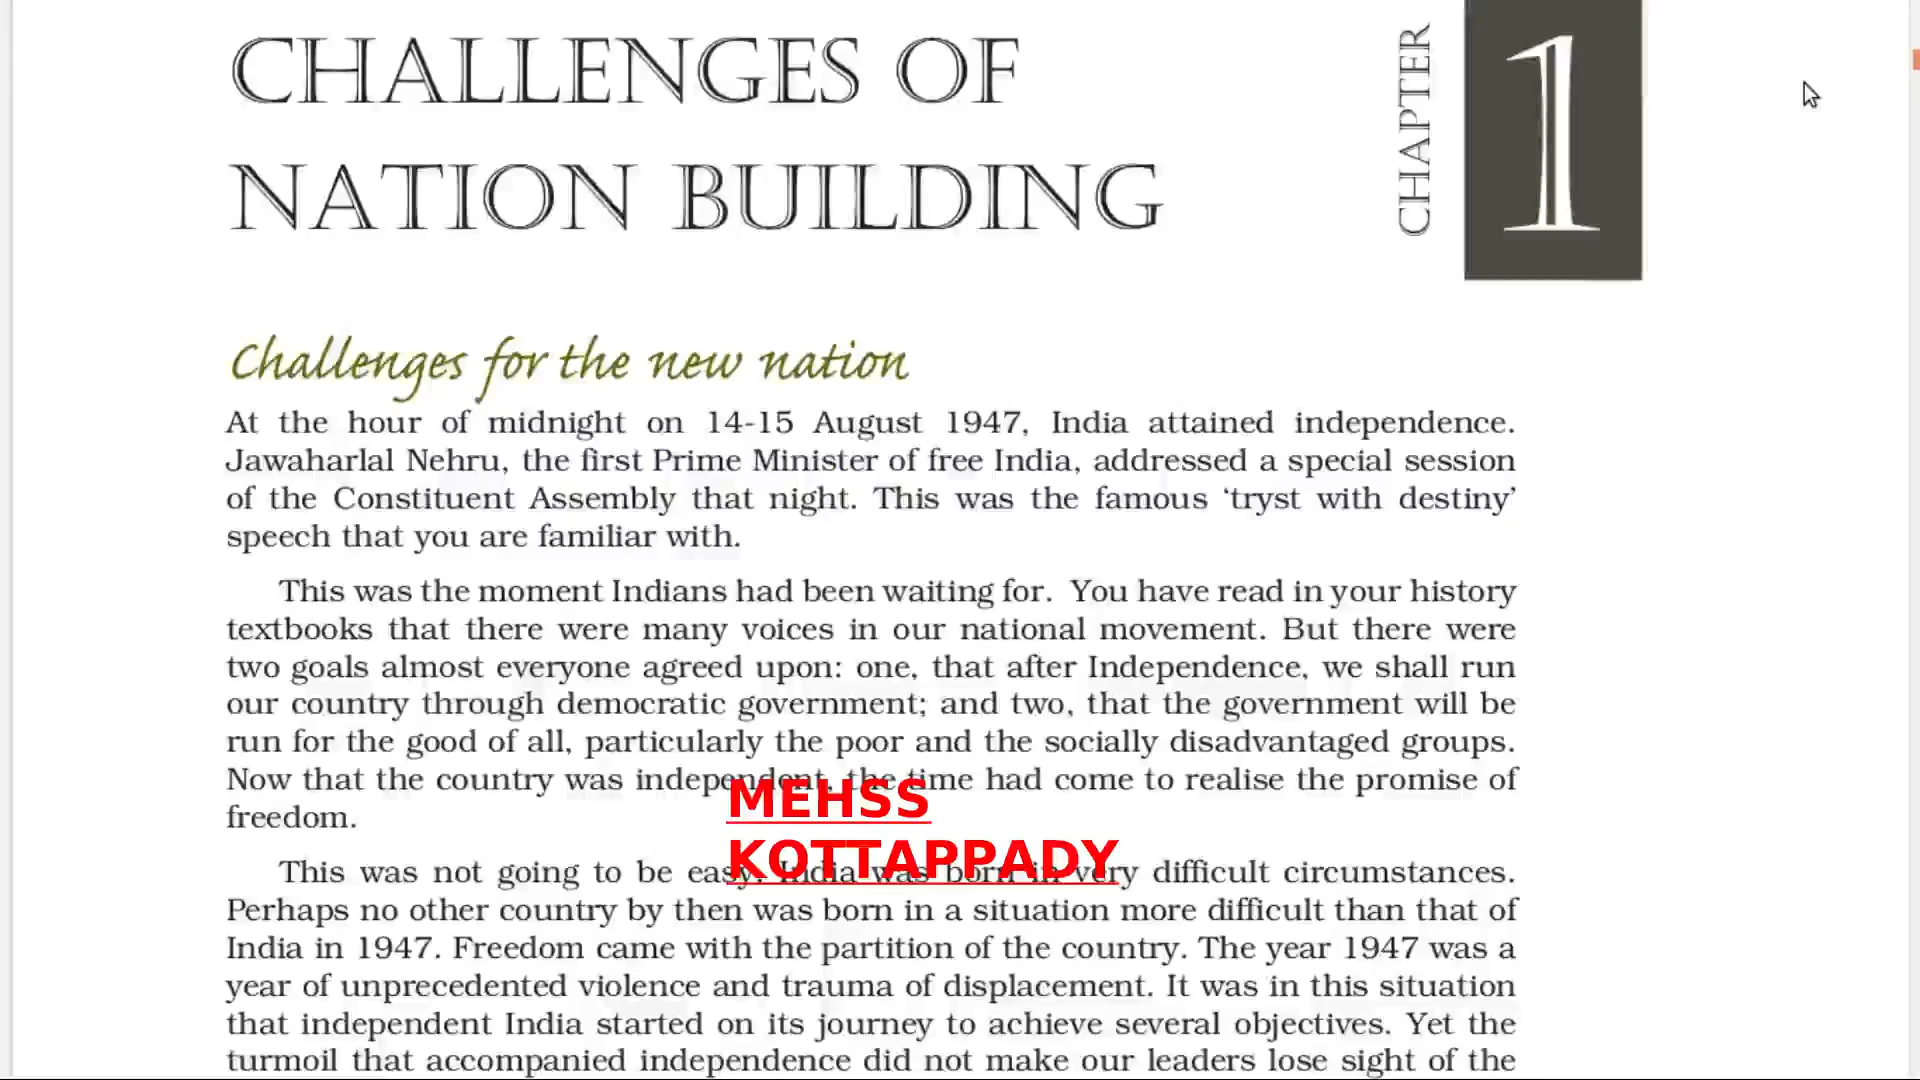 CHALLENGES OF
NATION BUILDING
CHAPTER
1
Challenges for the new nation
At the hour of midnight on 14-15 August 1947, India attained independence.
Jawaharlal Nehru, the first Prime Minister of free India, addressed a special session
of the Constituent Assembly that night. This was the famous ‘tryst with destiny’
speech that you are familiar with.
This was the moment Indians had been waiting for. You have read in your history
textbooks that there were many voices in our national movement. But there were
two goals almost everyone agreed upon: one, that after Independence, we shall run
our country through democratic government; and two, that the government will be
run for the good of all, particularly the poor and the socially disadvantaged groups.
Now that the country was independent, the time had come to realise the promise of
freedom.
MEHSS
KOTTAPPADY
This was not going to be easy. India was born in very difficult circumstances.
Perhaps no other country by then was born in a situation more difficult than that of
India in 1947. Freedom came with the partition of the country. The year 1947 was a
year of unprecedented violence and trauma of displacement. It was in this situation
that independent India started on its journey to achieve several objectives. Yet the
turmoil that accompanied independence did not make our leaders lose sight of the